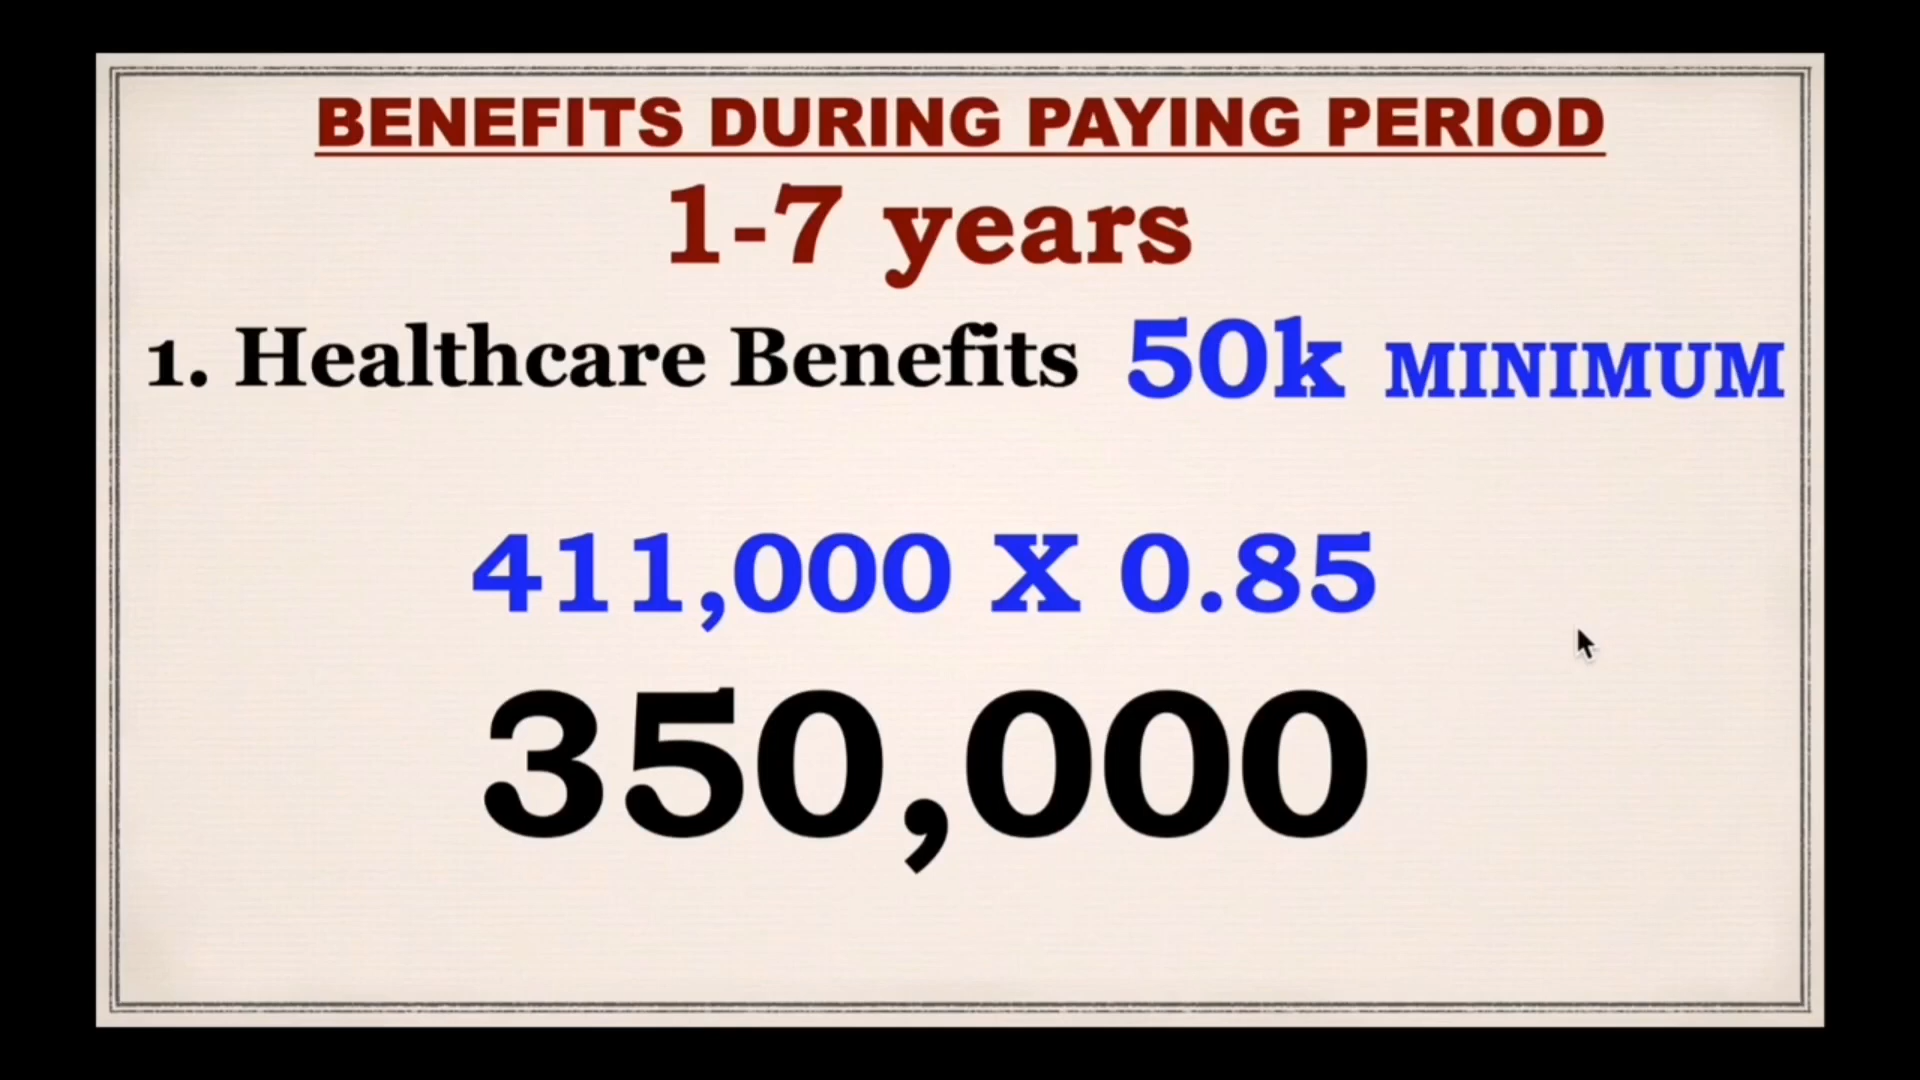 BENEFITS DURING PAYING PERIOD
1-7 years
1. Healthcare Benefits 50k MINIMUM
411,000 X 0.85
350,000